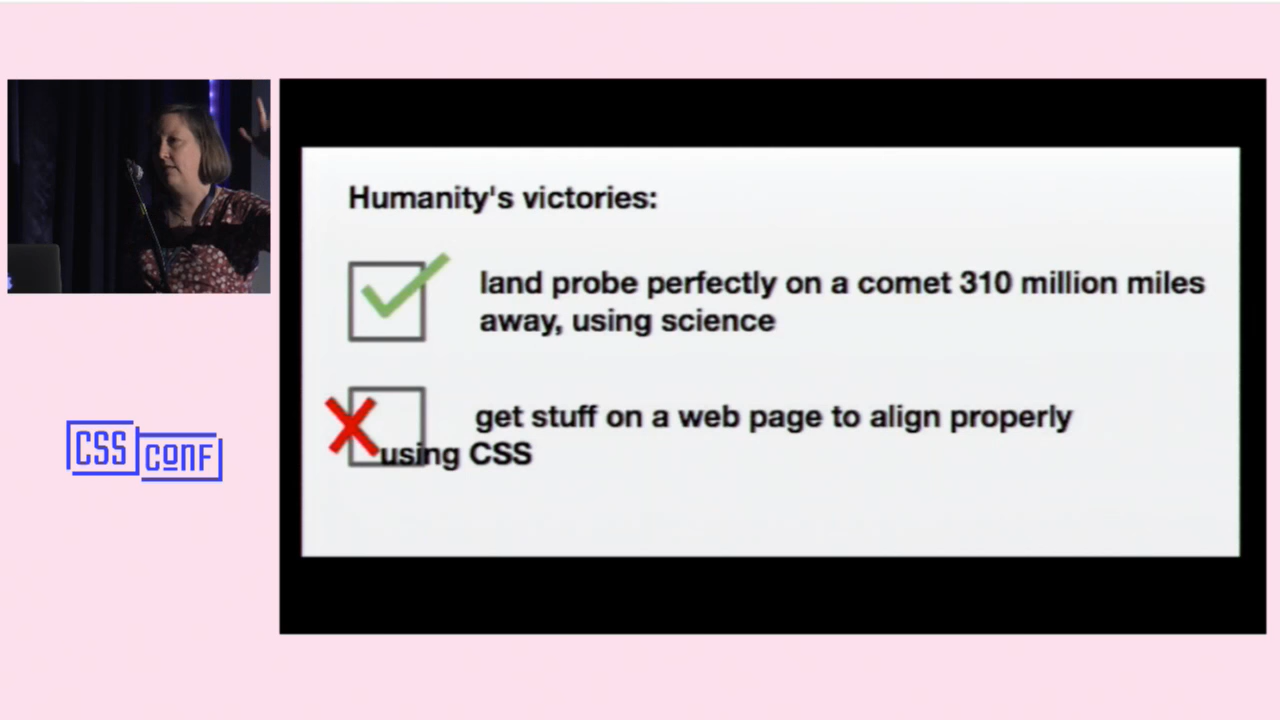 Humanity's victories:
land probe perfectly on a comet 310 million miles
away, using science
get stuff on a web page to align properly
using CSS
CSS
conf